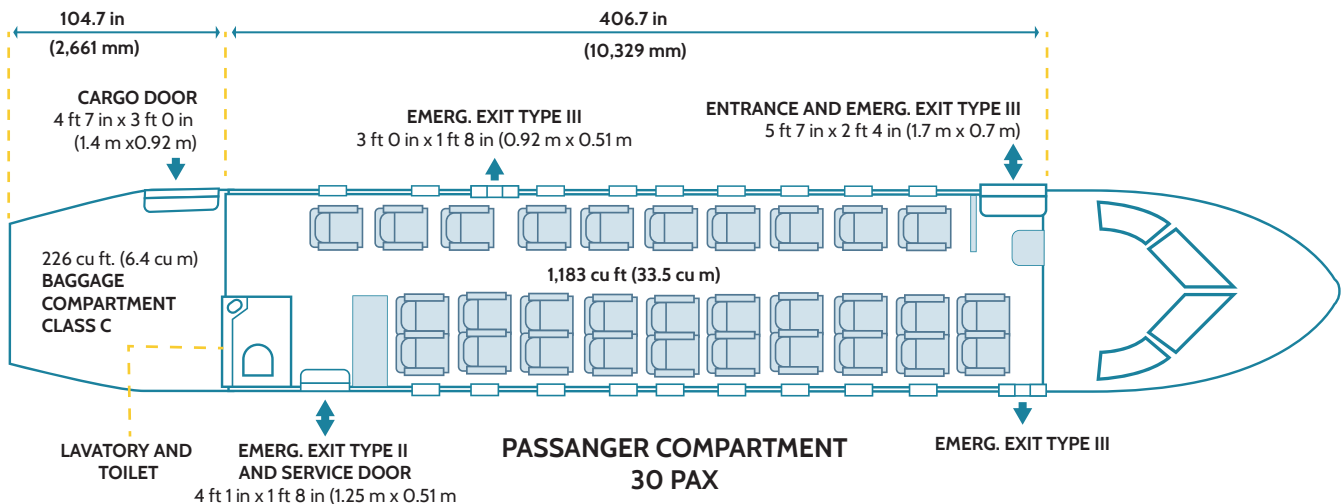 104.7 in
(2,661 mm)
406.7 in
(10,329 mm)
CARGO DOOR
4 ft 7 in x 3 ft 0 in
(1.4 m x0.92 m)
EMERG. EXIT TYPE III
3 ft 0 in x 1 ft 8 in (0.92 m x 0.51 m
ENTRANCE AND EMERG. EXIT TYPE III
5 ft 7 in x 2 ft 4 in (1.7 m x 0.7 m)
226 cu ft. (6.4 cu m)
BAGGAGE
COMPARTMENT
CLASS C
1,183 cu ft (33.5 cu m)
LAVATORY AND
TOILET
EMERG. EXIT TYPE II
AND SERVICE DOOR
4 ft 1 in x 1 ft 8 in (1.25 m x 0.51 m
PASSANGER COMPARTMENT
30 PAX
EMERG. EXIT TYPE III